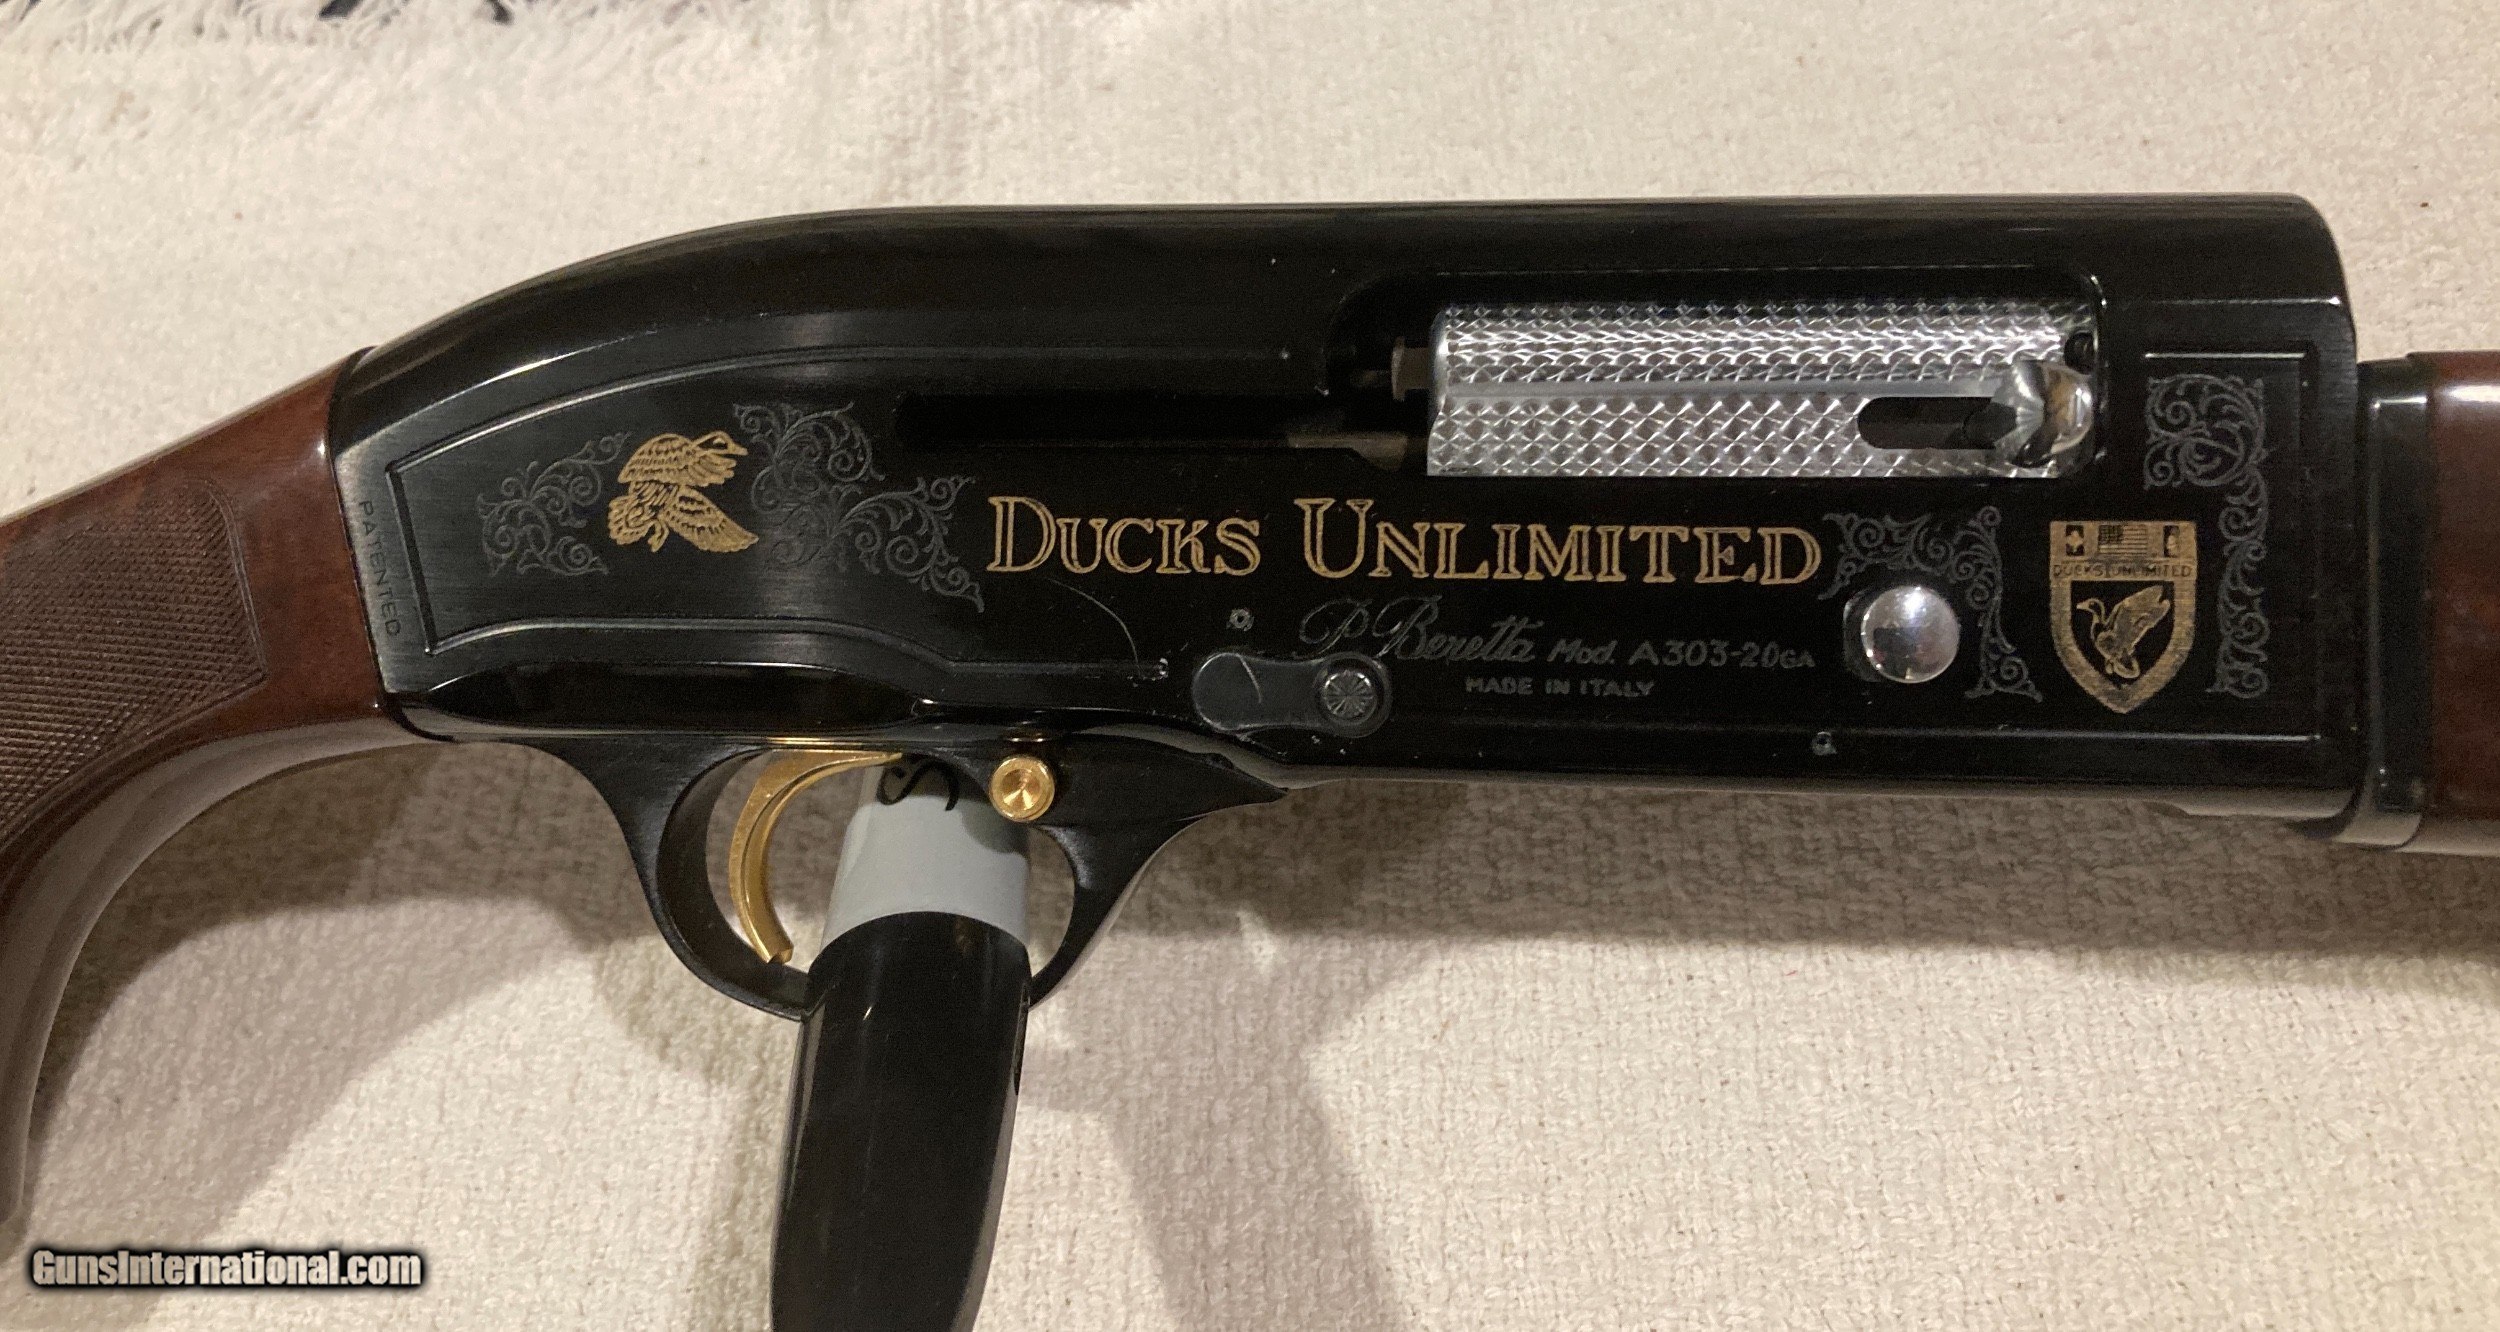 PATENTED
DUCKS UNLIMITED
P Beretta Mod. A303-20GA
MADE IN ITALY
DUCKS UNLIMITED
GunsInternational.com